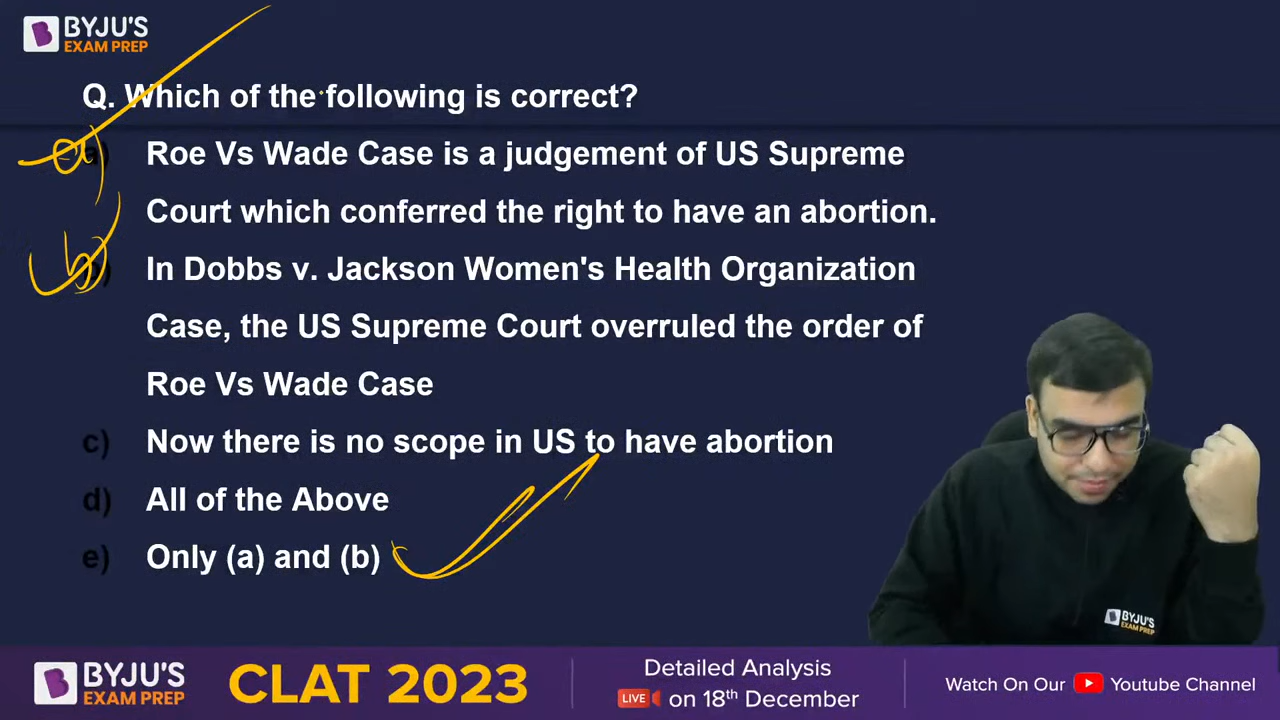 BYJU'S
EXAM PREP
Q. Which of the following is correct?
a) Roe Vs Wade Case is a judgement of US Supreme
Court which conferred the right to have an abortion.
b) In Dobbs v. Jackson Women's Health Organization
Case, the US Supreme Court overruled the order of
Roe Vs Wade Case
c) Now there is no scope in US to have abortion
d) All of the Above
e) Only (a) and (b)
BYJU'S
EXAM PREP
BYJU'S
EXAM PREP
CLAT 2023
Detailed Analysis
LIVE on 18th December
Watch On Our Youtube Channel